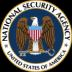 NATIONAL SECURITY AGENCY
UNITED STATES OF AMERICA